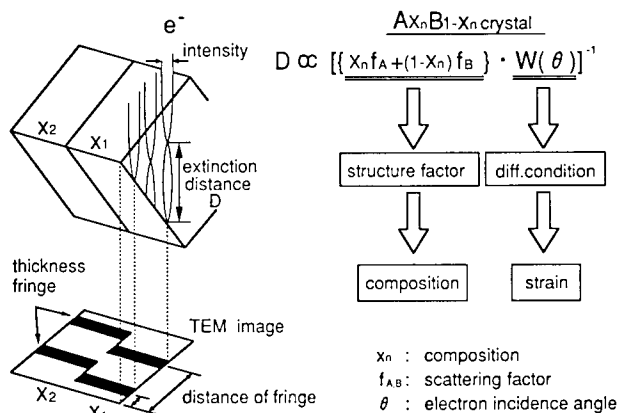 e⁻
intensity
X₂
X₁
extinction
distance
D
thickness
fringe
TEM image
X₂
X₁
distance of fringe
AxₙB₁₋xₙ crystal
D ∝ [{xₙfA+(1-xₙ)fB} · W(θ)]⁻¹
structure factor
diff.condition
composition
strain
xₙ : composition
fA,B : scattering factor
θ : electron incidence angle